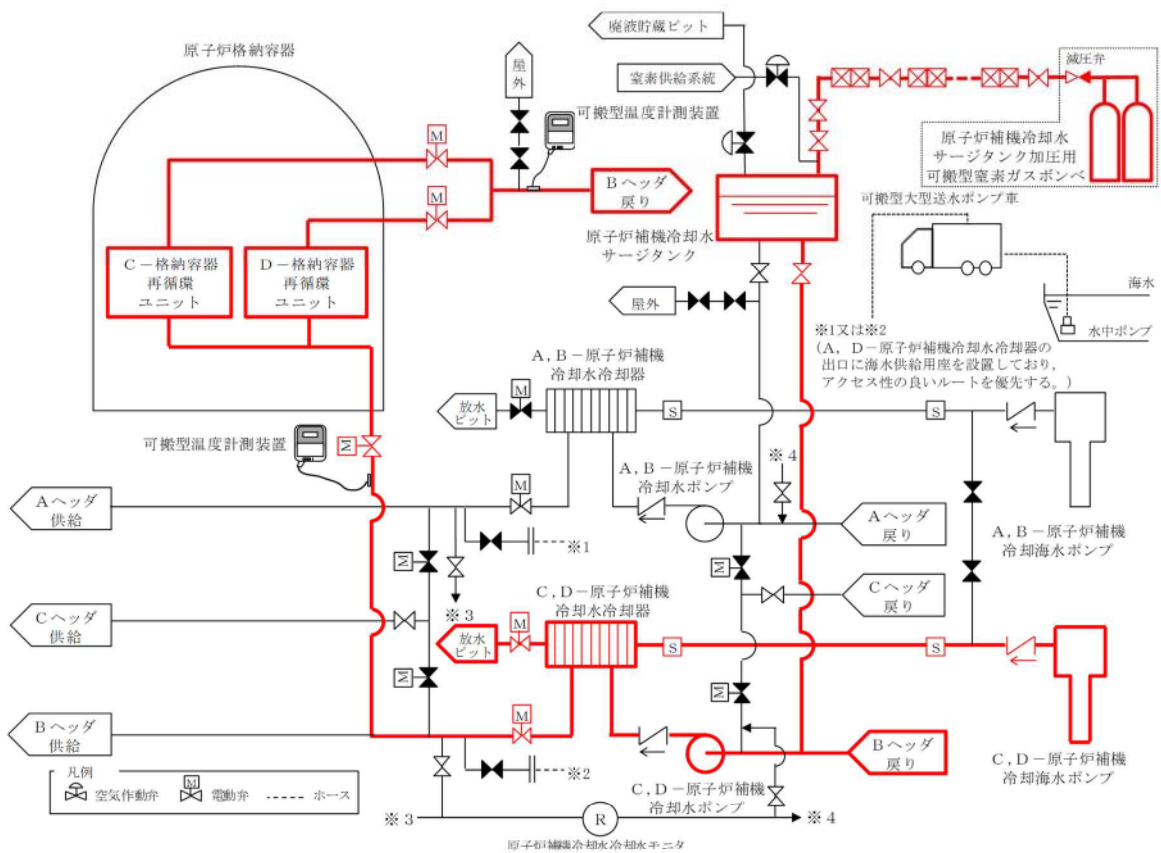 原子炉格納容器
屋外
廃液貯蔵ピット
窒素供給系統
減圧弁
可搬型温度計測装置
原子炉補機冷却水
サージタンク加圧用
可搬型窒素ガスボンベ
M
M
Bヘッダ
戻り
原子炉補機冷却水
サージタンク
可搬型大型送水ポンプ車
C-格納容器
再循環
ユニット
D-格納容器
再循環
ユニット
海水
水中ポンプ
屋外
※1又は※2
(A，D-原子炉補機冷却水冷却器の
出口に海水供給用座を設置しており，
アクセス性の良いルートを優先する。)
A，B-原子炉補機
冷却水冷却器
M
放水
ピット
S
S
可搬型温度計測装置
M
M
A，B-原子炉補機
冷却水ポンプ
※4
Aヘッダ
供給
Aヘッダ
戻り
A，B-原子炉補機
冷却海水ポンプ
※1
M
M
Cヘッダ
戻り
Cヘッダ
供給
※3
C，D-原子炉補機
冷却水冷却器
M
放水
ピット
S
S
M
M
M
Bヘッダ
供給
Bヘッダ
戻り
C，D-原子炉補機
冷却海水ポンプ
※2
C，D-原子炉補機
冷却水ポンプ
凡例
空気作動弁
M
電動弁
ホース
※3
R
※4
原子炉補機冷却水冷却水モニタ